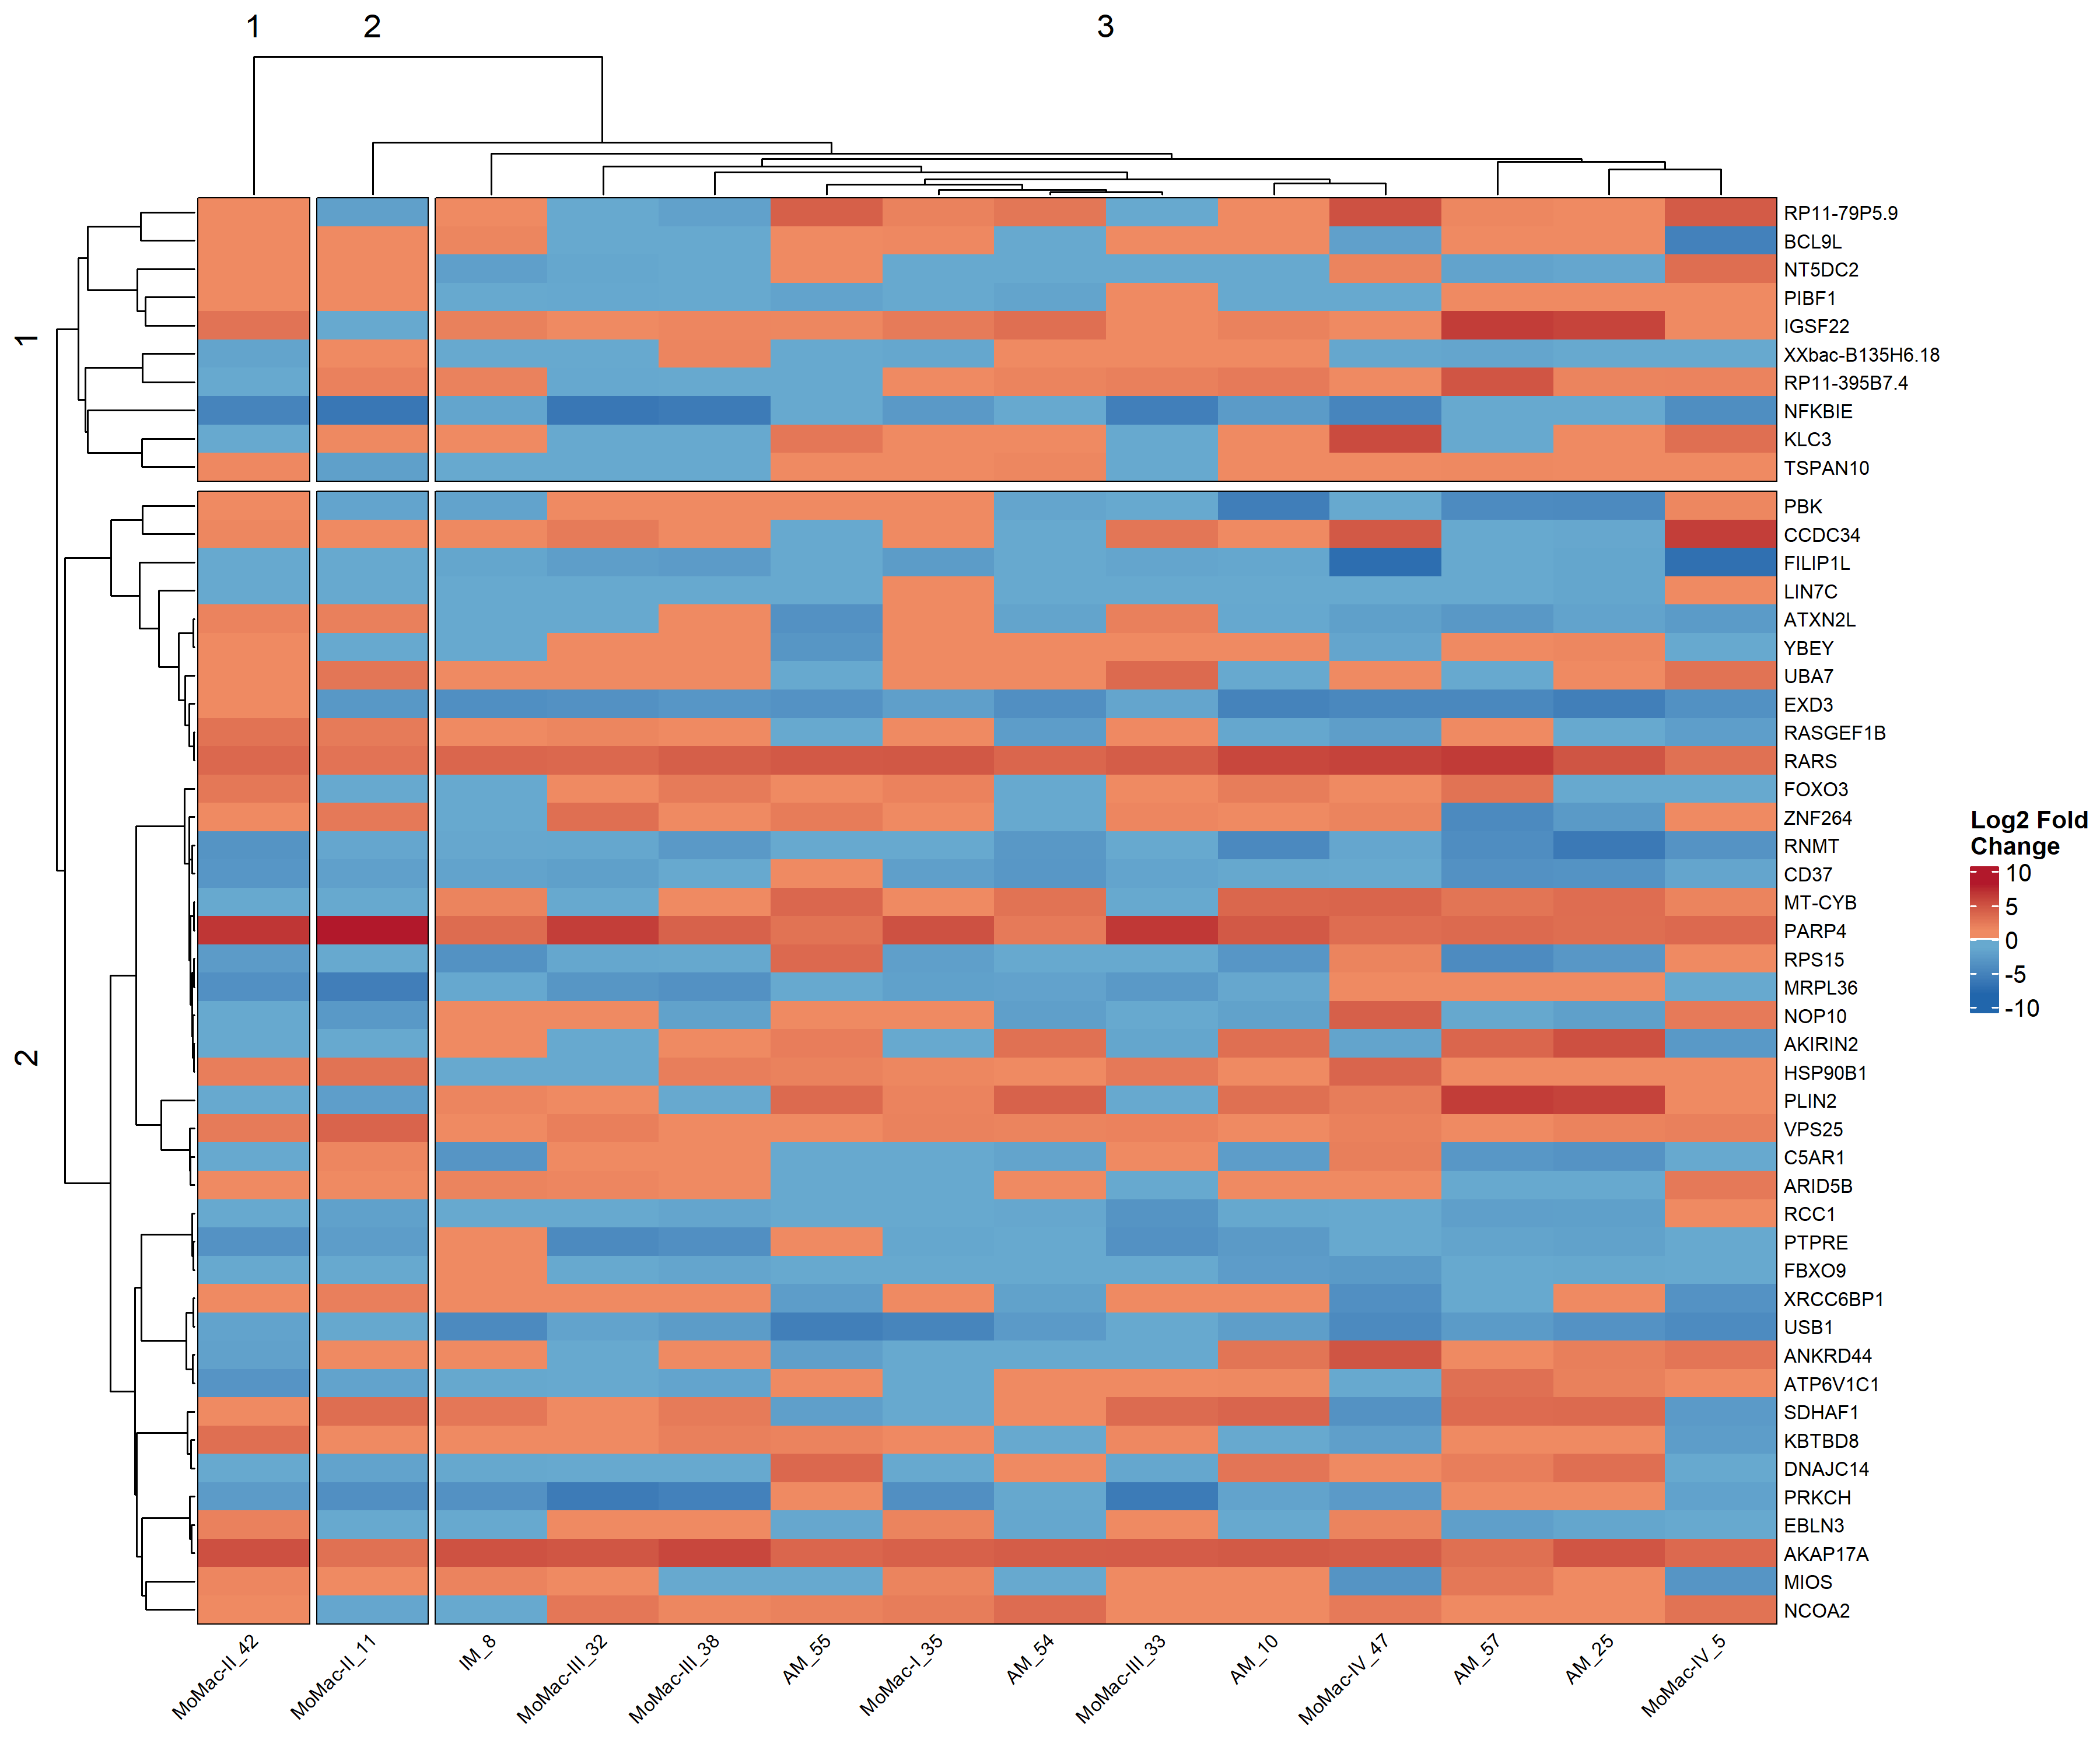 1
2
3
1
2
RP11-79P5.9
BCL9L
NT5DC2
PIBF1
IGSF22
XXbac-B135H6.18
RP11-395B7.4
NFKBIE
KLC3
TSPAN10
PBK
CCDC34
FILIP1L
LIN7C
ATXN2L
YBEY
UBA7
EXD3
RASGEF1B
RARS
FOXO3
ZNF264
RNMT
CD37
MT-CYB
PARP4
RPS15
MRPL36
NOP10
AKIRIN2
HSP90B1
PLIN2
VPS25
C5AR1
ARID5B
RCC1
PTPRE
FBXO9
XRCC6BP1
USB1
ANKRD44
ATP6V1C1
SDHAF1
KBTBD8
DNAJC14
PRKCH
EBLN3
AKAP17A
MIOS
NCOA2
Log2 Fold
Change
10
5
0
-5
-10
MoMac-II_42
MoMac-II_11
IM_8
MoMac-III_32
MoMac-III_38
AM_55
MoMac-I_35
AM_54
MoMac-III_33
AM_10
MoMac-IV_47
AM_57
AM_25
MoMac-IV_5